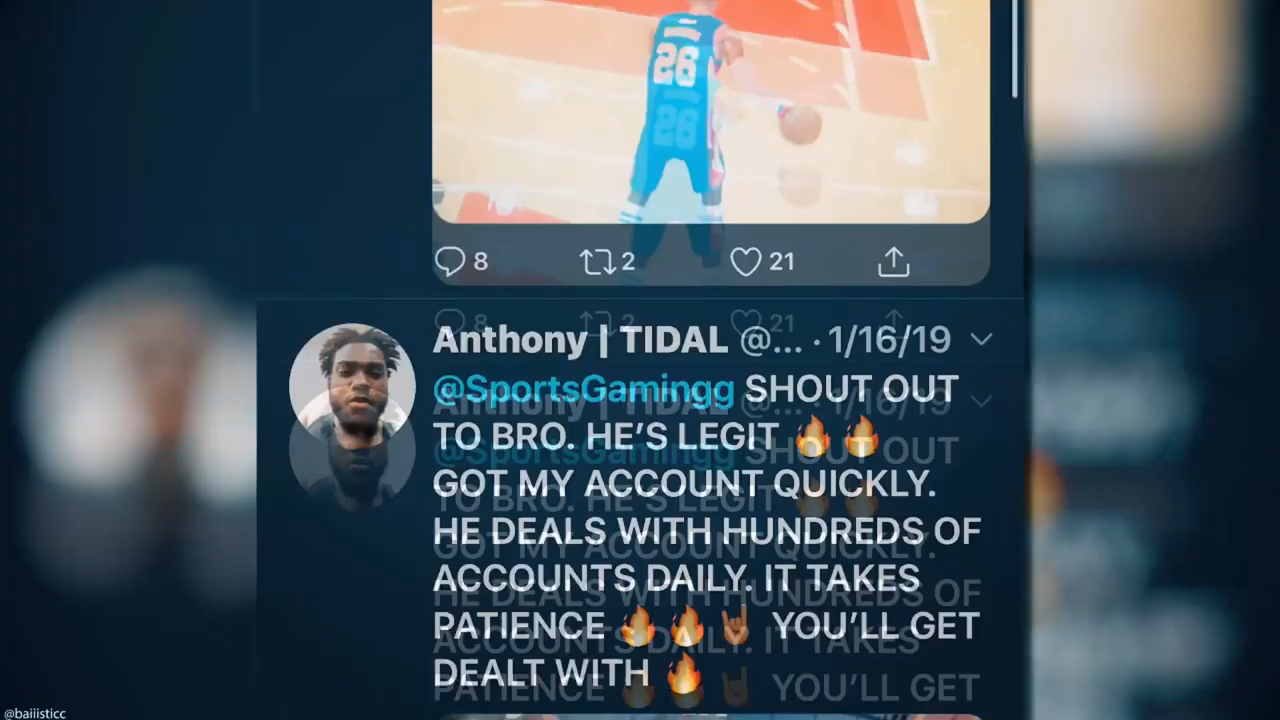 26
8 2 21
Anthony | TIDAL @... · 1/16/19
@SportsGamingg SHOUT OUT
TO BRO. HE’S LEGIT 🔥 🔥
GOT MY ACCOUNT QUICKLY.
HE DEALS WITH HUNDREDS OF
ACCOUNTS DAILY. IT TAKES
PATIENCE 🔥 🔥 🤘🏾 YOU’LL GET
DEALT WITH 🔥
@baiiisticc